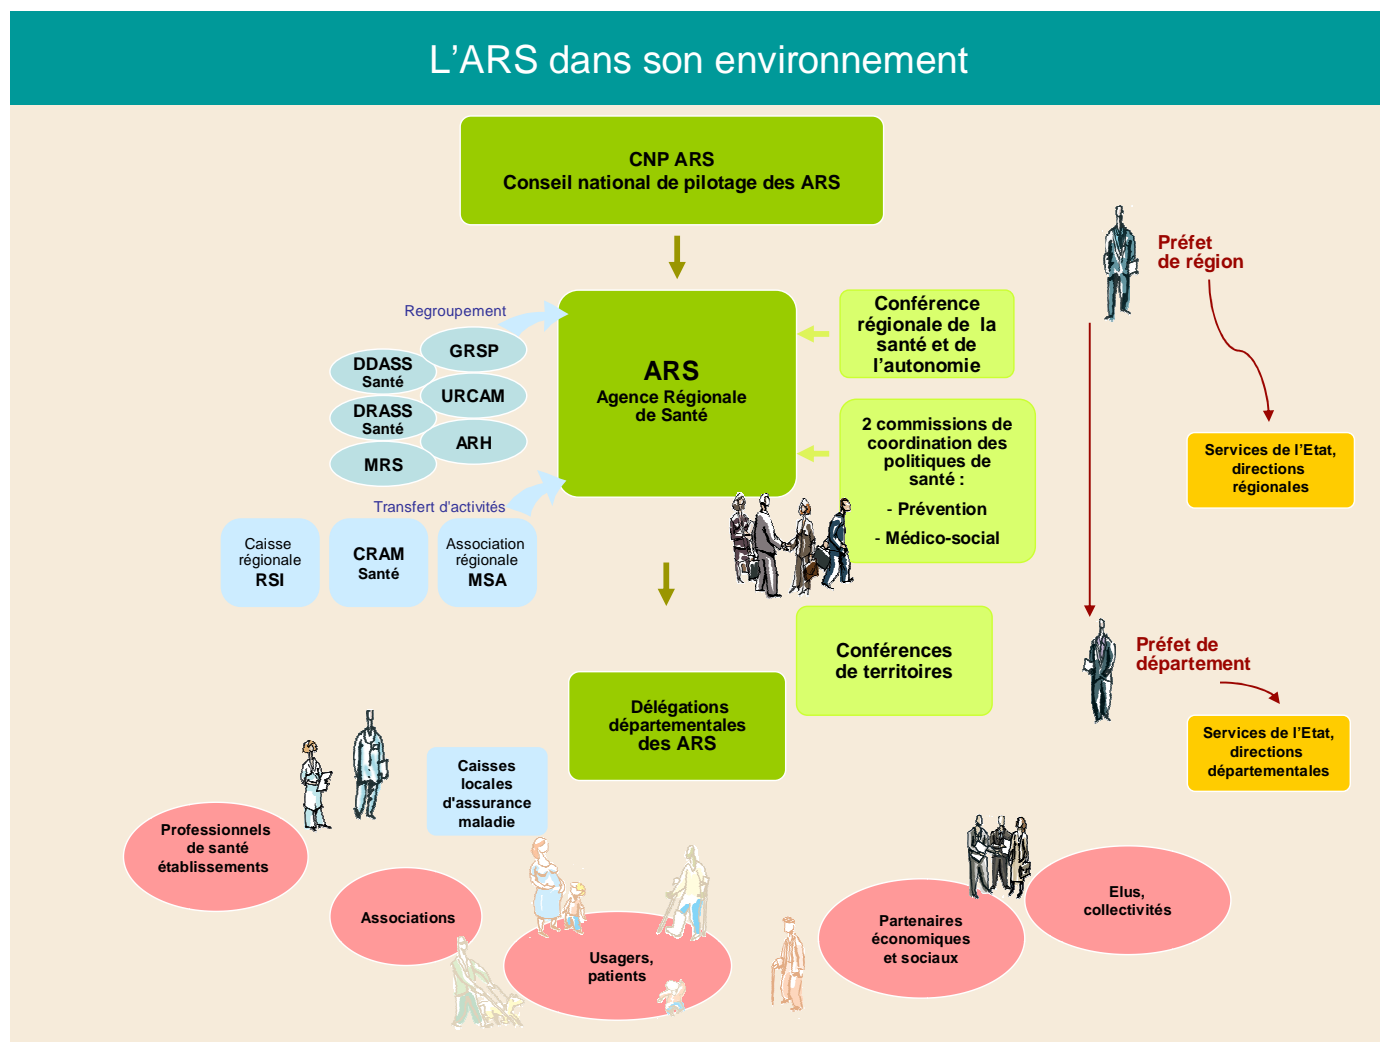 L’ARS dans son environnement
CNP ARS
Conseil national de pilotage des ARS
Préfet
de région
Regroupement
GRSP
DDASS
Santé
URCAM
DRASS
Santé
ARH
MRS
ARS
Agence Régionale
de Santé
Conférence
régionale de la
santé et de
l’autonomie
2 commissions de
coordination des
politiques de
santé :
- Prévention
- Médico-social
Services de l’Etat,
directions
régionales
Transfert d'activités
Caisse
régionale
RSI
CRAM
Santé
Association
régionale
MSA
Conférences
de territoires
Préfet de
département
Délégations
départementales
des ARS
Services de l’Etat,
directions
départementales
Caisses
locales
d'assurance
maladie
Professionnels
de santé
établissements
Associations
Usagers,
patients
Partenaires
économiques
et sociaux
Elus,
collectivités